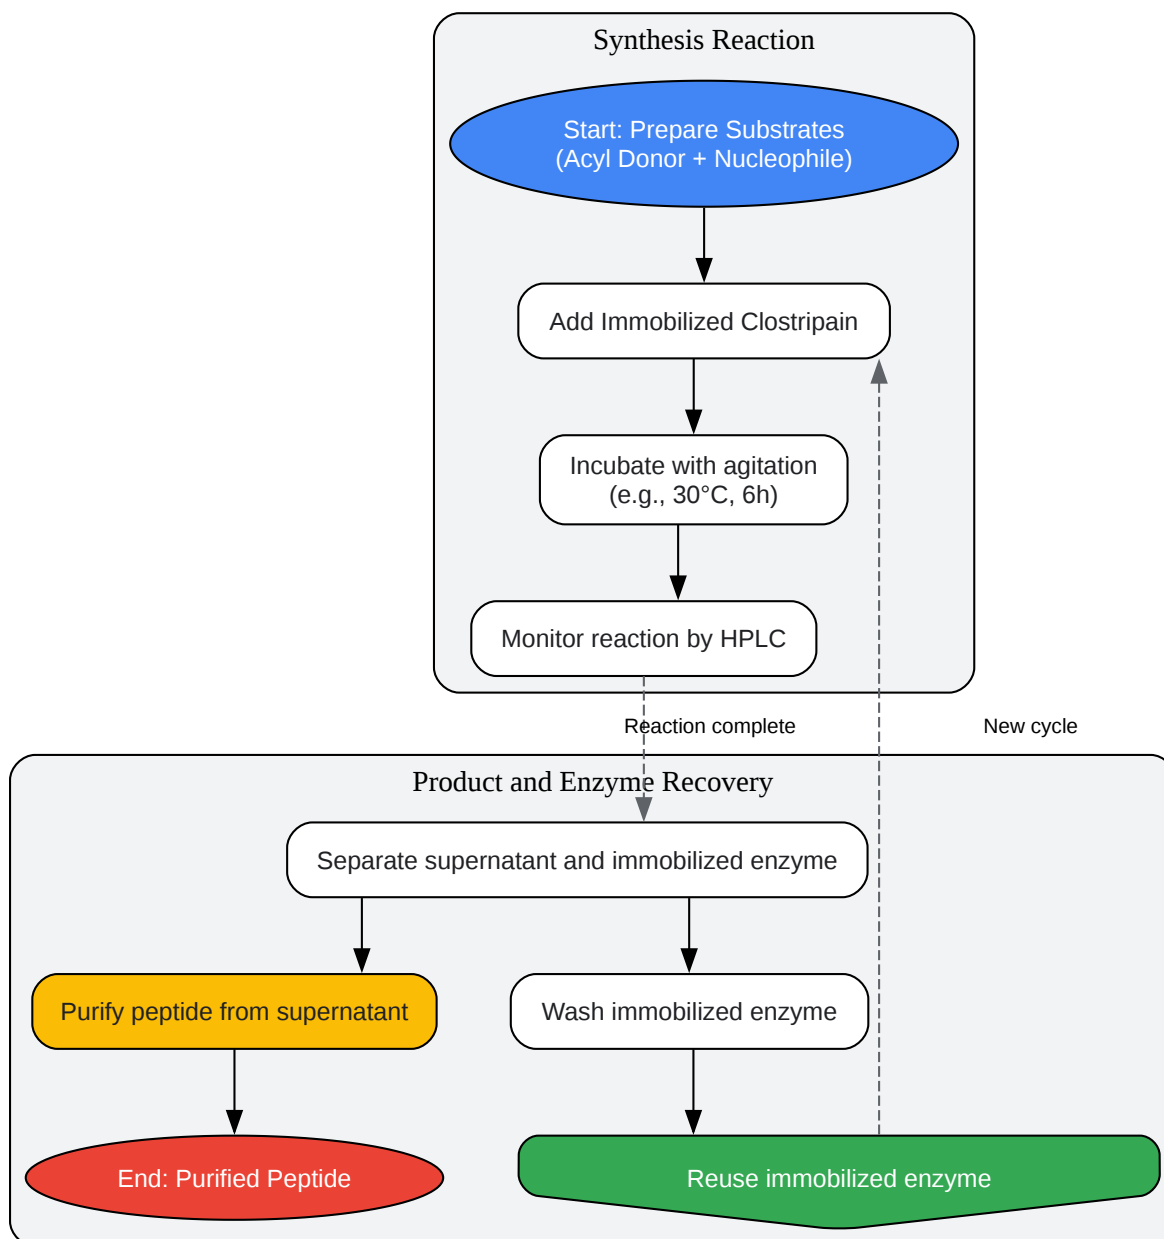 Synthesis Reaction
Start: Prepare Substrates
(Acyl Donor + Nucleophile)
Add Immobilized Clostripain
Incubate with agitation
(e.g., 30°C, 6h)
Monitor reaction by HPLC
Reaction complete
New cycle
Product and Enzyme Recovery
Separate supernatant and immobilized enzyme
Purify peptide from supernatant
Wash immobilized enzyme
End: Purified Peptide
Reuse immobilized enzyme